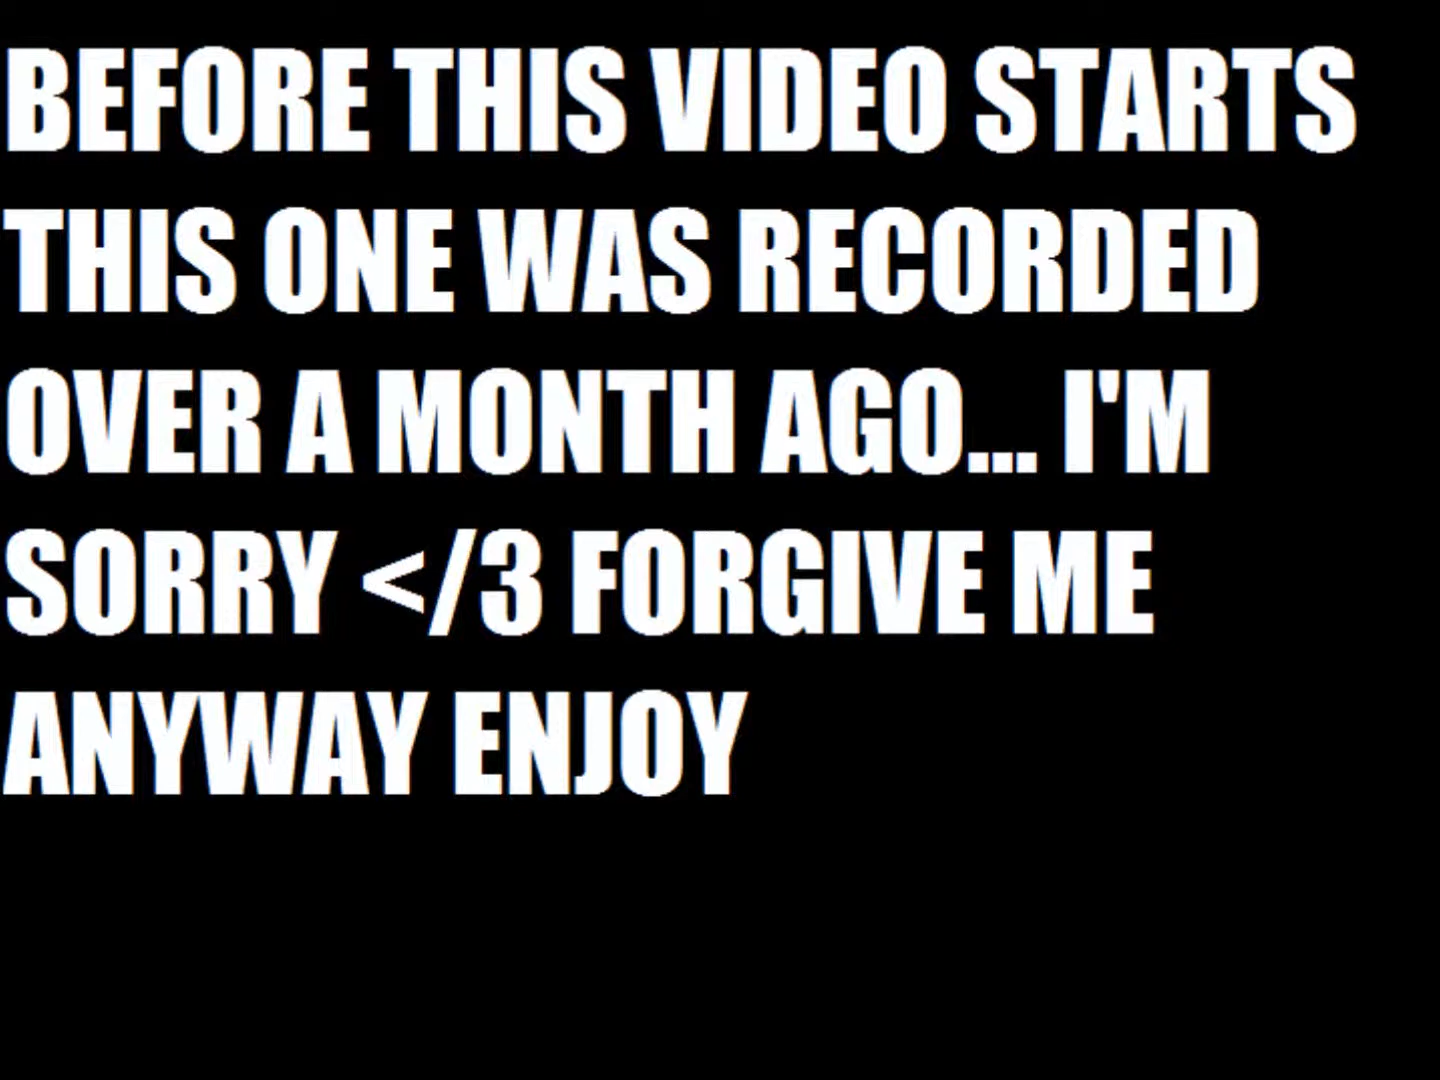 BEFORE THIS VIDEO STARTS
THIS ONE WAS RECORDED
OVER A MONTH AGO... I'M
SORRY </3 FORGIVE ME
ANYWAY ENJOY